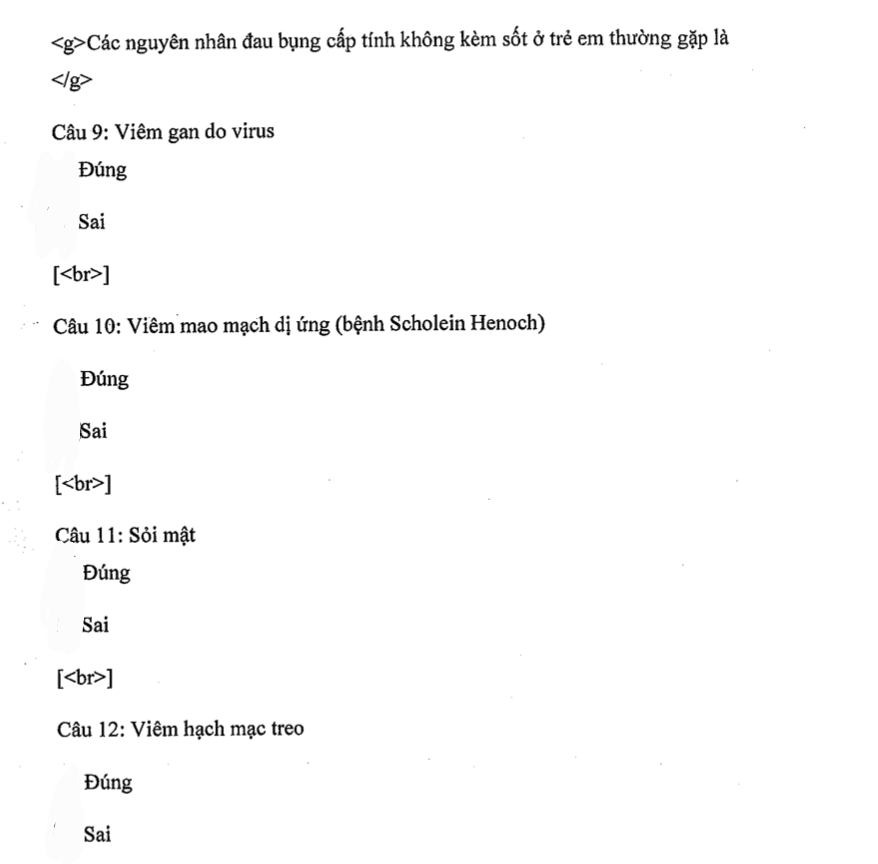 <g>Các nguyên nhân đau bụng cấp tính không kèm sốt ở trẻ em thường gặp là
</g>
Câu 9: Viêm gan do virus
Đúng
Sai
[<br>]
Câu 10: Viêm mao mạch dị ứng (bệnh Scholein Henoch)
Đúng
Sai
[<br>]
Câu 11: Sỏi mật
Đúng
Sai
[<br>]
Câu 12: Viêm hạch mạc treo
Đúng
Sai